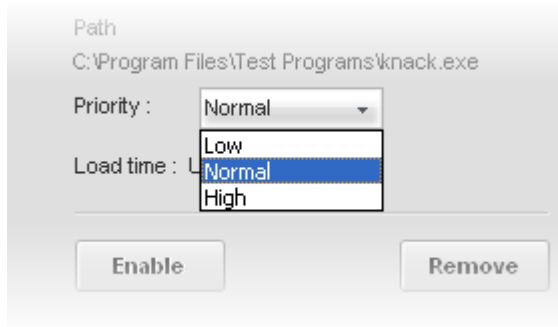 Path
C:\Program Files\Test Programs\knack.exe
Priority : Normal
Low
Load time :
Normal
High
Enable
Remove